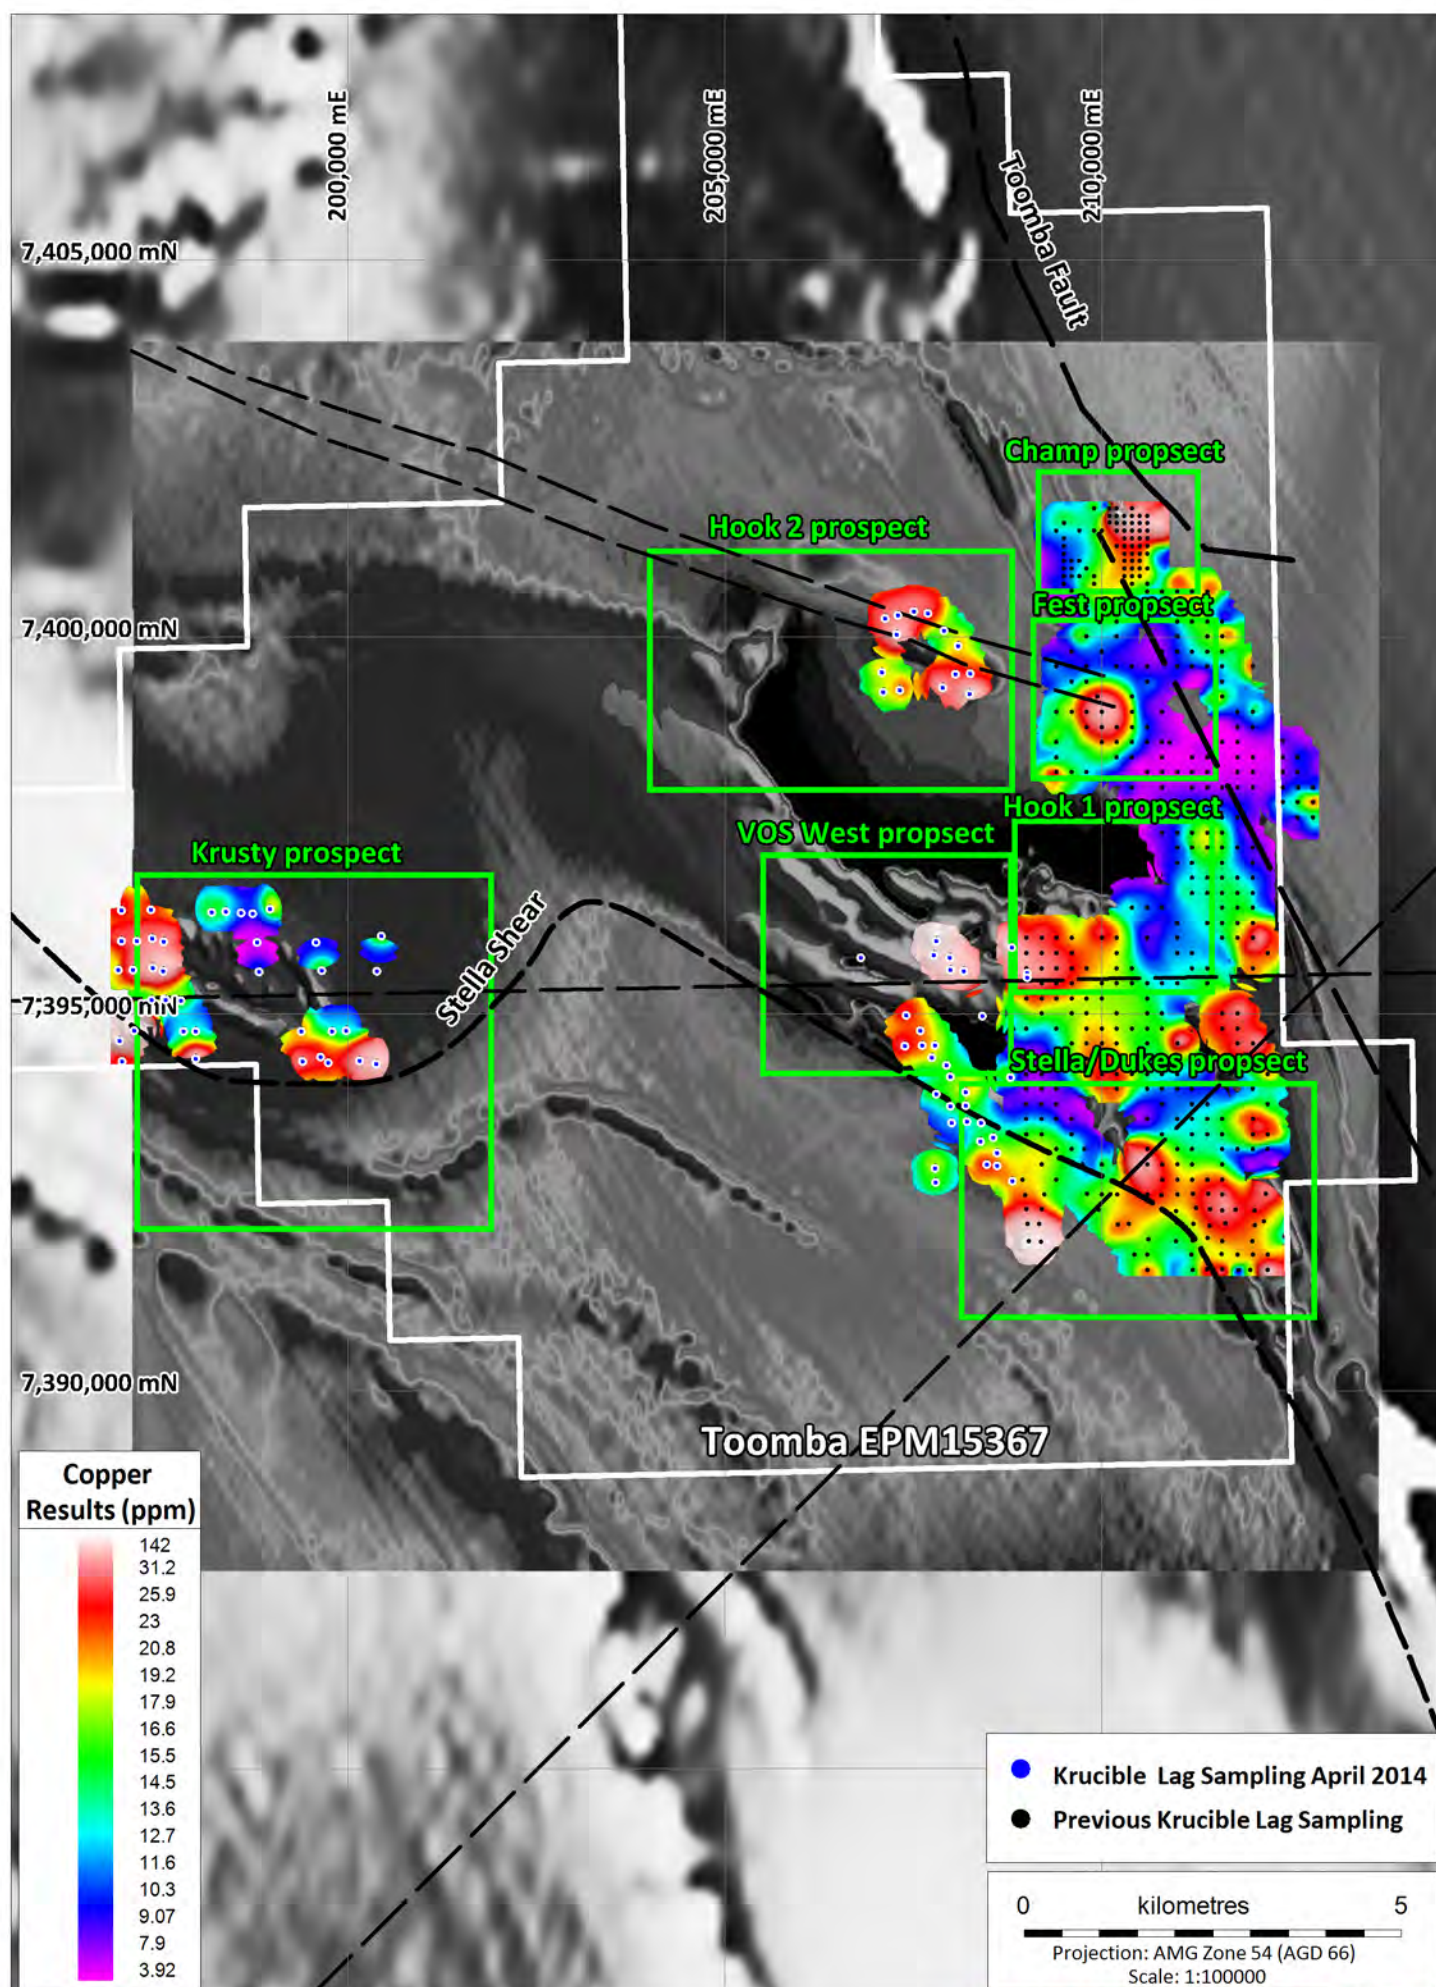 200,000 mE
205,000 mE
210,000 mE
7,405,000 mN
Toomba Fault
Champ propsect
Hook 2 prospect
Fest propsect
7,400,000 mN
Hook 1 propsect
VOS West propsect
Krusty prospect
Stella Shear
7,395,000 mN
Stella/Dukes propsect
7,390,000 mN
Toomba EPM15367
Copper
Results (ppm)
142
31.2
25.9
23
20.8
19.2
17.9
16.6
15.5
14.5
13.6
12.7
11.6
10.3
9.07
7.9
3.92
Krucible Lag Sampling April 2014
Previous Krucible Lag Sampling
0 kilometres 5
Projection: AMG Zone 54 (AGD 66)
Scale: 1:100000